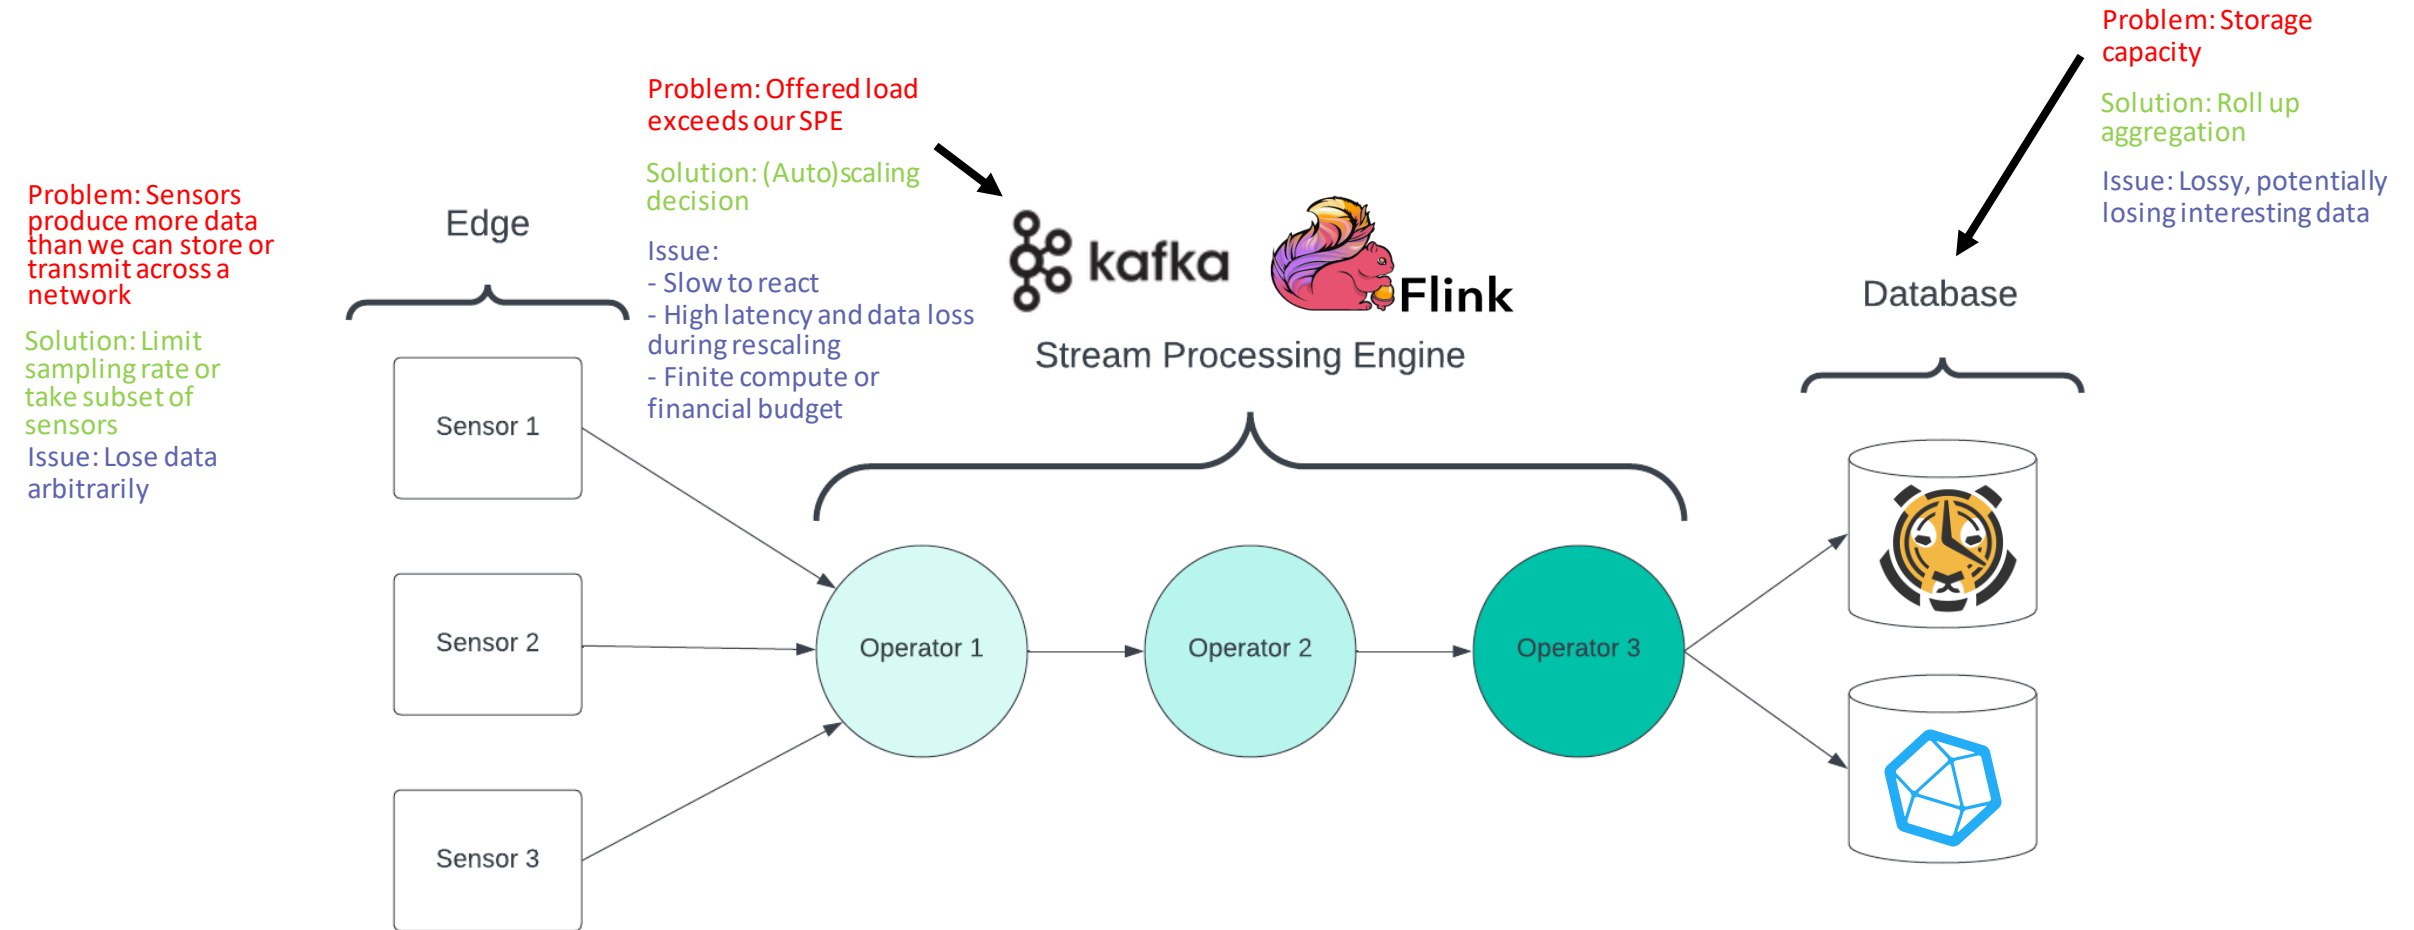 Problem: Sensors
produce more data
than we can store or
transmit across a
network
Solution: Limit
sampling rate or
take subset of
sensors
Issue: Lose data
arbitrarily
Edge
Sensor 1
Sensor 2
Sensor 3
Problem: Offered load
exceeds our SPE
Solution: (Auto)scaling
decision
Issue:
- Slow to react
- High latency and data loss
during rescaling
- Finite compute or
financial budget
kafka
Flink
Stream Processing Engine
Operator 1
Operator 2
Operator 3
Problem: Storage
capacity
Solution: Roll up
aggregation
Issue: Lossy, potentially
losing interesting data
Database